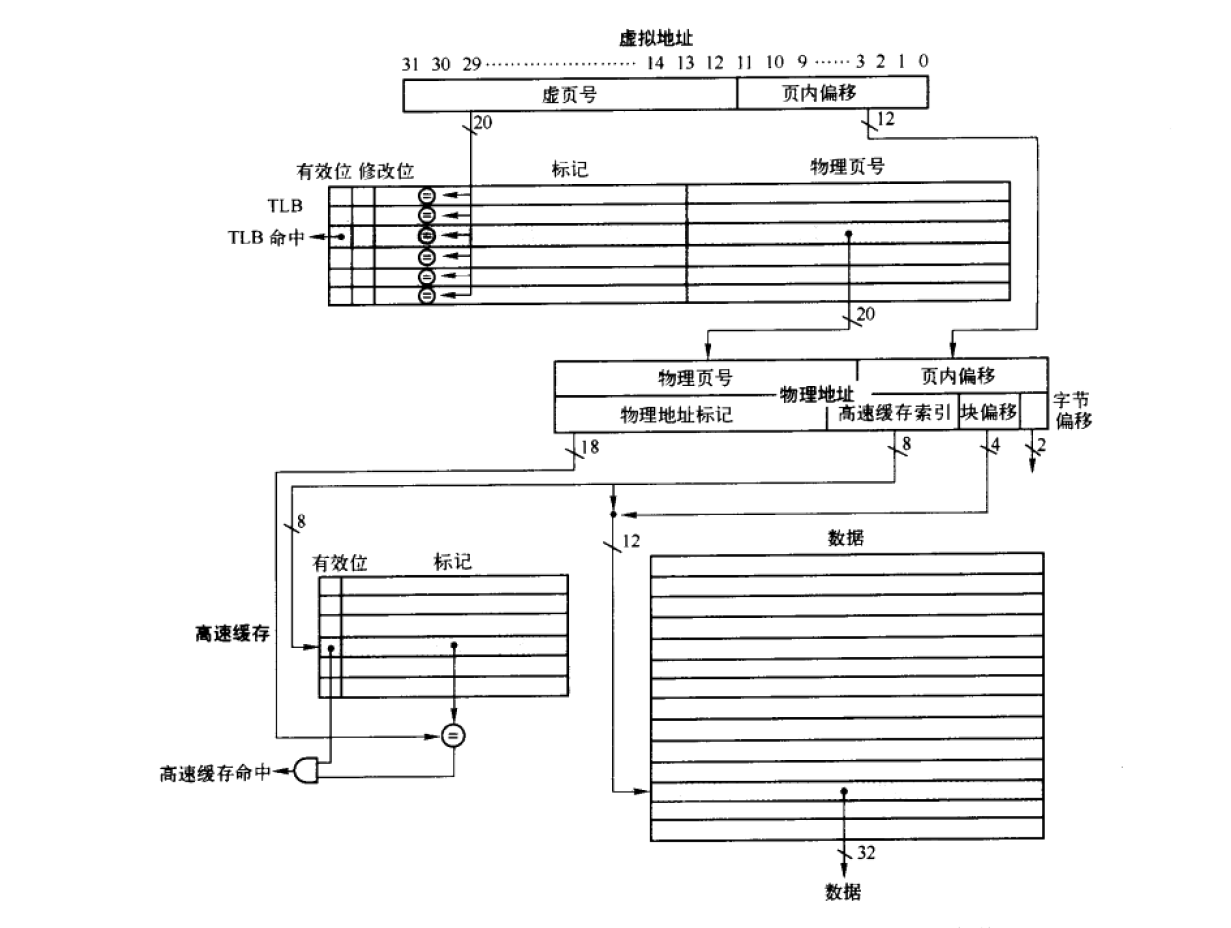 虚拟地址
31 30 29 ······················· 14 13 12 11 10 9 ······ 3 2 1 0
虚页号 页内偏移
20 12
有效位 修改位 标记 物理页号
TLB
=
=
TLB 命中 =
=
=
=
20
物理页号 页内偏移
物理地址
物理地址标记 高速缓存索引 块偏移 字节偏移
18 8 4 2
8
12
数据
有效位 标记
高速缓存
=
高速缓存命中
32
数据